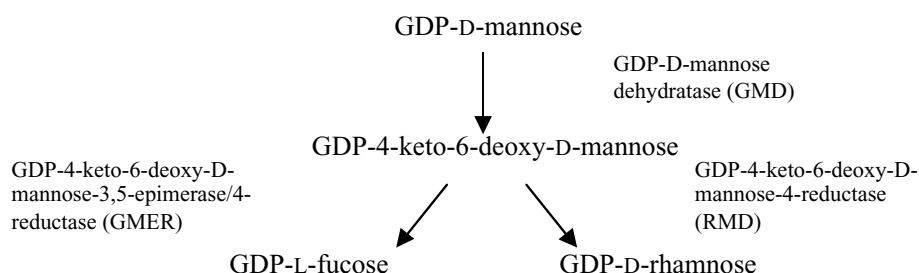 GDP-D-mannose
GDP-D-mannose
dehydratase (GMD)
GDP-4-keto-6-deoxy-D-mannose
GDP-4-keto-6-deoxy-D-
mannose-3,5-epimerase/4-
reductase (GMER)
GDP-4-keto-6-deoxy-D-
mannose-4-reductase
(RMD)
GDP-L-fucose
GDP-D-rhamnose